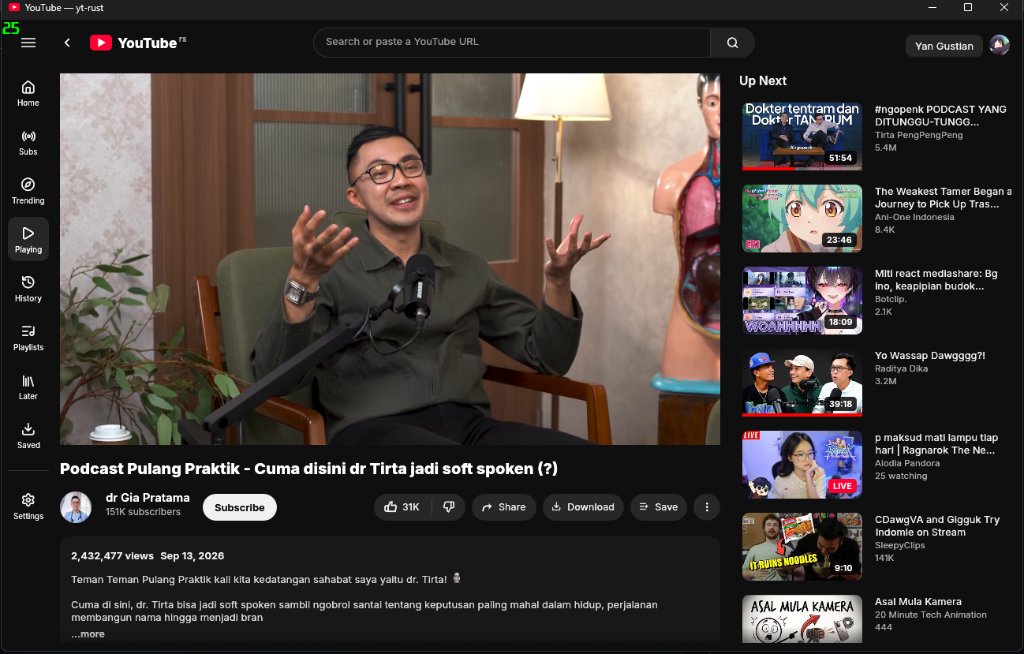 YouTube — yt-rust
25
YouTube rs
Search or paste a YouTube URL
Yan Gustian
Home
Subs
Trending
Playing
History
Playlists
Later
Saved
Settings
Podcast Pulang Praktik - Cuma disini dr Tirta jadi soft spoken (?)
dr Gia Pratama
151K subscribers
Subscribe
31K
Share
Download
Save
2,432,477 views Sep 13, 2026
Teman Teman Pulang Praktik kali kita kedatangan sahabat saya yaitu dr. Tirta! 🎙
Cuma di sini, dr. Tirta bisa jadi soft spoken sambil ngobrol santai tentang keputusan paling mahal dalam hidup, perjalanan
membangun nama hingga menjadi bran
...more
Up Next
Dokter tentram dan
Dokter TANTRUM
#ngopenk
51:54
#ngopenk PODCAST YANG
DITUNGGU-TUNGG...
Tirta PengPengPeng
5.4M
23:46
The Weakest Tamer Began a
Journey to Pick Up Tras...
Ani-One Indonesia
8.4K
WOAHHHHH
18:09
Miti react mediashare: Bg
ino, keapipian budok...
Botclip.
2.1K
39:18
Yo Wassap Dawgggg?!
Raditya Dika
3.2M
LIVE
LIVE
p maksud mati lampu tiap
hari | Ragnarok The Ne...
Alodia Pandora
25 watching
IT RUINS NOODLES
9:10
CDawgVA and Gigguk Try
Indomie on Stream
SleepyClips
141K
ASAL MULA KAMERA
Asal Mula Kamera
20 Minute Tech Animation
444